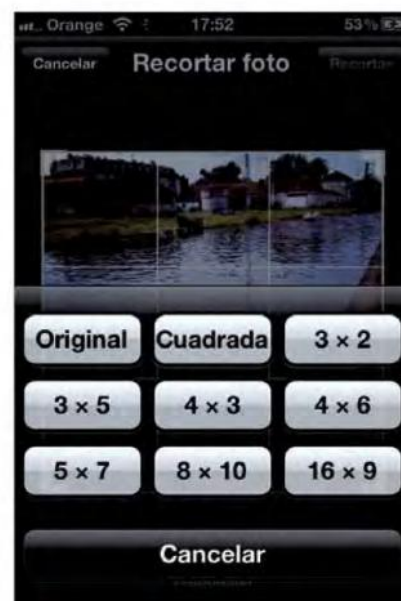 Orange 17:52 53%
Cancelar Recortar foto Recortar
Original Cuadrada 3 × 2
3 × 5 4 × 3 4 × 6
5 × 7 8 × 10 16 × 9
Cancelar